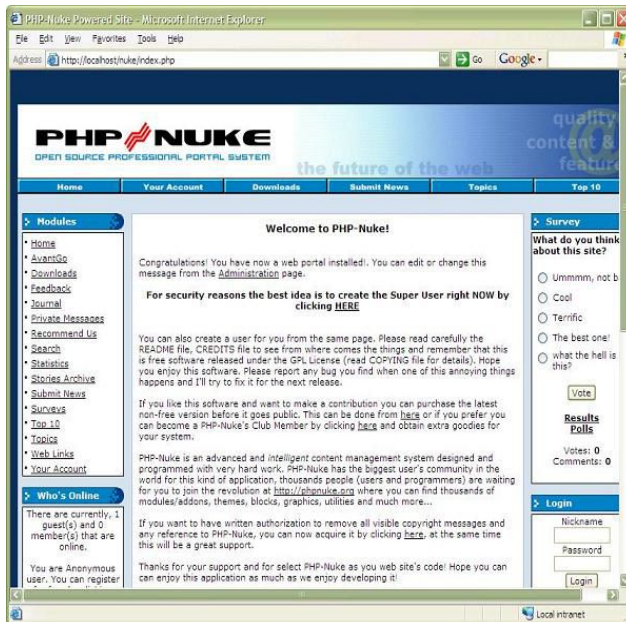 PHP-Nuke Powered Site - Microsoft Internet Explorer
File Edit View Favorites Tools Help
Address http://localhost/nuke/index.php Go Google
PHP NUKE
OPEN SOURCE PROFESSIONAL PORTAL SYSTEM
the future of the web
quality
content &
feature
@
Home Your Account Downloads Submit News Topics Top 10
Modules
Home
AvantGo
Downloads
Feedback
Journal
Private Messages
Recommend Us
Search
Statistics
Stories Archive
Submit News
Surveys
Top 10
Topics
Web Links
Your Account
Who's Online
There are currently, 1
guest(s) and 0
member(s) that are
online.
You are Anonymous
user. You can register
Welcome to PHP-Nuke!
Congratulations! You have now a web portal installed!. You can edit or change this
message from the Administration page.
For security reasons the best idea is to create the Super User right NOW by
clicking HERE
You can also create a user for you from the same page. Please read carefully the
README file, CREDITS file to see from where comes the things and remember that this
is free software released under the GPL License (read COPYING file for details). Hope
you enjoy this software. Please report any bug you find when one of this annoying things
happens and I'll try to fix it for the next release.
If you like this software and want to make a contribution you can purchase the latest
non-free version before it goes public. This can be done from here or if you prefer you
can become a PHP-Nuke's Club Member by clicking here and obtain extra goodies for
your system.
PHP-Nuke is an advanced and intelligent content management system designed and
programmed with very hard work. PHP-Nuke has the biggest user's community in the
world for this kind of application, thousands people (users and programmers) are waiting
for you to join the revolution at http://phpnuke.org where you can find thousands of
modules/addons, themes, blocks, graphics, utilities and much more...
If you want to have written authorization to remove all visible copyright messages and
any reference to PHP-Nuke, you can now acquire it by clicking here, at the same time
this will be a great support.
Thanks for your support and for select PHP-Nuke as you web site's code! Hope you can
can enjoy this application as much as we enjoy developing it!
Survey
What do you think
about this site?
Ummmm, not b
Cool
Terrific
The best one!
what the hell is
this?
Vote
Results
Polls
Votes: 0
Comments: 0
Login
Nickname
Password
Login
Local intranet